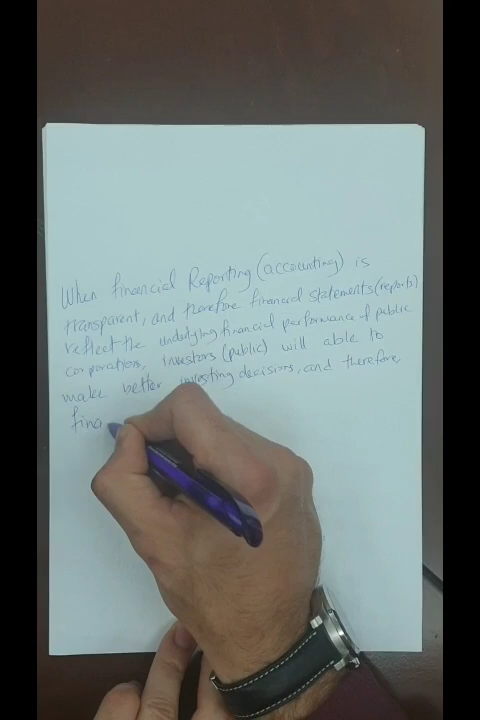 When financial Reporting (accounting) is
transparent, and therefore financial statements (reports)
reflect the underlying financial performance of public
corporations, investors (public) will able to
make better investing decisions, and therefore
fina